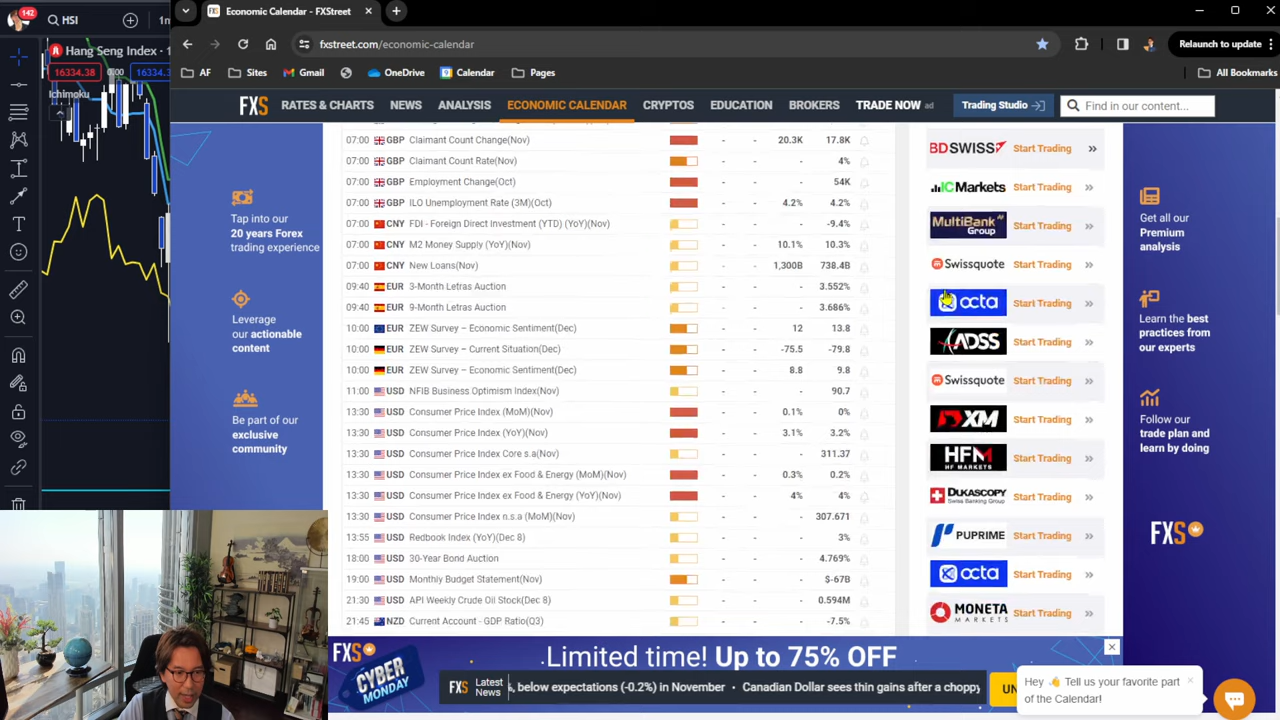 142
HSI
1m
Hang Seng Index · 1
16334.38
0.00
16334.3
Ichimoku
Economic Calendar - FXStreet
fxstreet.com/economic-calendar
Relaunch to update
AF
Sites
Gmail
OneDrive
Calendar
Pages
All Bookmarks
FXS
RATES & CHARTS
NEWS
ANALYSIS
ECONOMIC CALENDAR
CRYPTOS
EDUCATION
BROKERS
TRADE NOW ad
Trading Studio
Find in our content...
Tap into our
20 years Forex
trading experience
Leverage
our actionable
content
Be part of our
exclusive
community
07:00 GBP Claimant Count Change(Nov) - - 20.3K 17.8K
07:00 GBP Claimant Count Rate(Nov) - - - 4%
07:00 GBP Employment Change(Oct) - - - 54K
07:00 GBP ILO Unemployment Rate (3M)(Oct) - - 4.2% 4.2%
07:00 CNY FDI - Foreign Direct Investment (YTD) (YoY)(Nov) - - - -9.4%
07:00 CNY M2 Money Supply (YoY)(Nov) - - 10.1% 10.3%
07:00 CNY New Loans(Nov) - - 1,300B 738.4B
09:40 EUR 3-Month Letras Auction - - - 3.552%
09:40 EUR 9-Month Letras Auction - - - 3.686%
10:00 EUR ZEW Survey – Economic Sentiment(Dec) - - 12 13.8
10:00 EUR ZEW Survey – Current Situation(Dec) - - -75.5 -79.8
10:00 EUR ZEW Survey – Economic Sentiment(Dec) - - 8.8 9.8
11:00 USD NFIB Business Optimism Index(Nov) - - - 90.7
13:30 USD Consumer Price Index (MoM)(Nov) - - 0.1% 0%
13:30 USD Consumer Price Index (YoY)(Nov) - - 3.1% 3.2%
13:30 USD Consumer Price Index Core s.a(Nov) - - - 311.37
13:30 USD Consumer Price Index ex Food & Energy (MoM)(Nov) - - 0.3% 0.2%
13:30 USD Consumer Price Index ex Food & Energy (YoY)(Nov) - - 4% 4%
13:30 USD Consumer Price Index n.s.a (MoM)(Nov) - - - 307.671
13:55 USD Redbook Index (YoY)(Dec 8) - - - 3%
18:00 USD 30-Year Bond Auction - - - 4.769%
19:00 USD Monthly Budget Statement(Nov) - - - $-67B
21:30 USD API Weekly Crude Oil Stock(Dec 8) - - - 0.594M
21:45 NZD Current Account - GDP Ratio(Q3) - - - -7.5%
BDSWISS Start Trading »
IC Markets Start Trading »
MultiBank Group Start Trading »
Swissquote Start Trading »
octa Start Trading »
ADSS Start Trading »
Swissquote Start Trading »
XM Start Trading »
HFM HF MARKETS Start Trading »
DUKASCOPY Swiss Banking Group Start Trading »
PUPRIME Start Trading »
octa Start Trading »
MONETA MARKETS Start Trading »
Get all our
Premium
analysis
Learn the best
practices from
our experts
Follow our
trade plan and
learn by doing
FXS
FXS
CYBER
MONDAY
Limited time! Up to 75% OFF
FXS Latest
News
%, below expectations (-0.2%) in November • Canadian Dollar sees thin gains after a choppy
UN
Hey 👋 Tell us your favorite part
of the Calendar!